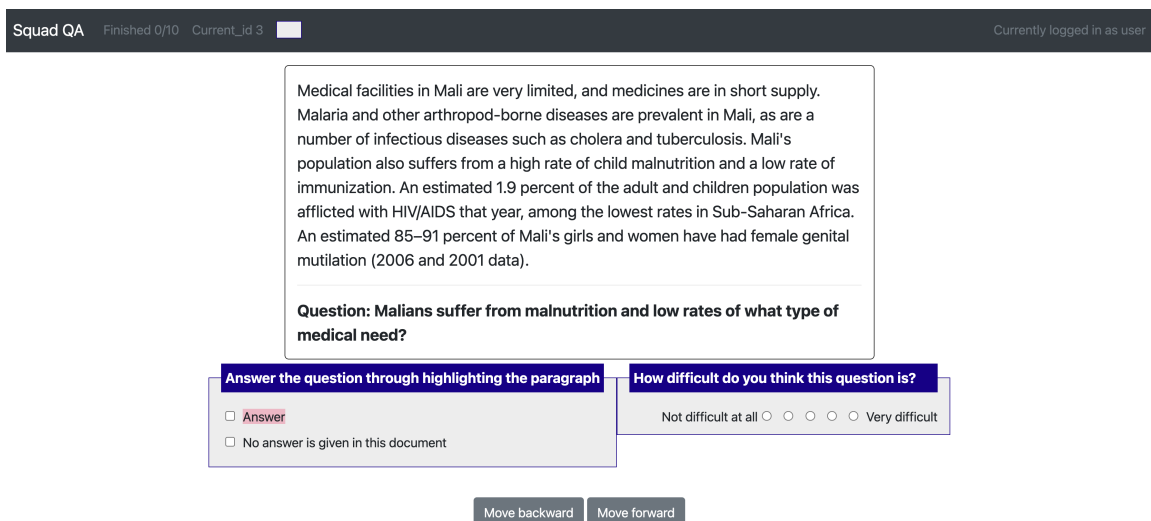 Squad QA Finished 0/10 Current_id 3 Currently logged in as user
Medical facilities in Mali are very limited, and medicines are in short supply.
Malaria and other arthropod-borne diseases are prevalent in Mali, as are a
number of infectious diseases such as cholera and tuberculosis. Mali's
population also suffers from a high rate of child malnutrition and a low rate of
immunization. An estimated 1.9 percent of the adult and children population was
afflicted with HIV/AIDS that year, among the lowest rates in Sub-Saharan Africa.
An estimated 85–91 percent of Mali's girls and women have had female genital
mutilation (2006 and 2001 data).
Question: Malians suffer from malnutrition and low rates of what type of
medical need?
Answer the question through highlighting the paragraph
Answer
No answer is given in this document
How difficult do you think this question is?
Not difficult at all Very difficult
Move backward Move forward